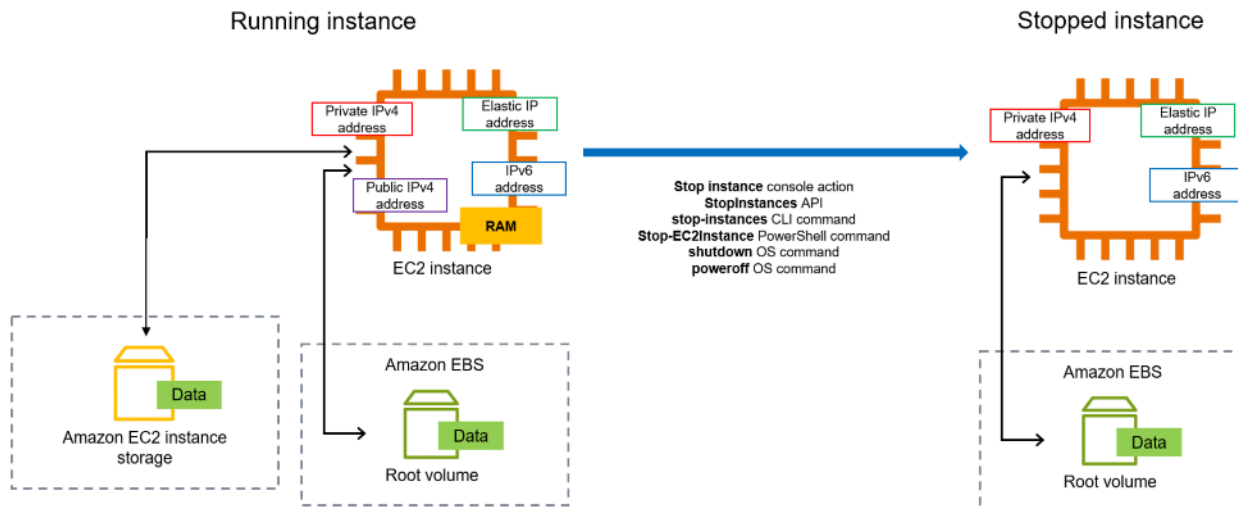 Running instance
Stopped instance
Private IPv4
address
Elastic IP
address
Public IPv4
address
IPv6
address
RAM
EC2 instance
Stop instance console action
StopInstances API
stop-instances CLI command
Stop-EC2Instance PowerShell command
shutdown OS command
poweroff OS command
Private IPv4
address
Elastic IP
address
IPv6
address
EC2 instance
Data
Amazon EC2 instance
storage
Amazon EBS
Data
Root volume
Amazon EBS
Data
Root volume